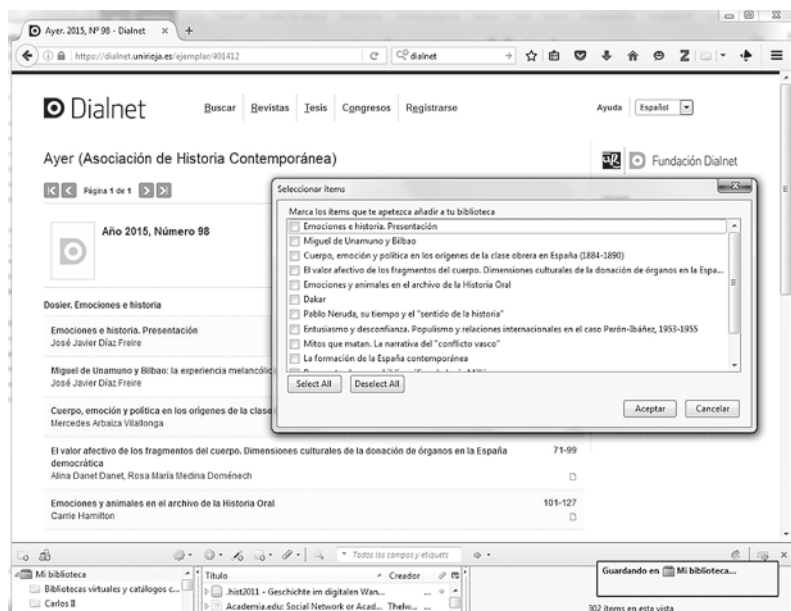 Ayer. 2015, Nº 98 - Dialnet
https://dialnet.unirioja.es/ejemplar/401412
dialnet
Dialnet
Buscar
Revistas
Tesis
Congresos
Registrarse
Ayuda
Español
Ayer (Asociación de Historia Contemporánea)
Fundación Dialnet
Página 1 de 1
Año 2015, Número 98
Seleccionar ítems
Marca los ítems que te apetezca añadir a tu biblioteca
Emociones e historia. Presentación
Miguel de Unamuno y Bilbao
Cuerpo, emoción y política en los orígenes de la clase obrera en España (1884-1890)
El valor afectivo de los fragmentos del cuerpo. Dimensiones culturales de la donación de órganos en la Espa...
Emociones y animales en el archivo de la Historia Oral
Dakar
Pablo Neruda, su tiempo y el "sentido de la historia"
Entusiasmo y desconfianza. Populismo y relaciones internacionales en el caso Perón-Ibáñez, 1953-1955
Mitos que matan. La narrativa del "conflicto vasco"
La formación de la España contemporánea
Select All
Deselect All
Aceptar
Cancelar
Dosier. Emociones e historia
Emociones e historia. Presentación
José Javier Díaz Freire
Miguel de Unamuno y Bilbao: la experiencia melancólic
José Javier Díaz Freire
Cuerpo, emoción y política en los orígenes de la clase
Mercedes Arbaiza Vilallonga
El valor afectivo de los fragmentos del cuerpo. Dimensiones culturales de la donación de órganos en la España 71-99
democrática
Alina Danet Danet, Rosa María Medina Doménech
Emociones y animales en el archivo de la Historia Oral 101-127
Carrie Hamilton
Todos los campos y etiquets
Mi biblioteca
Bibliotecas virtuales y catálogos c...
Carlos II
Título
Creador
.hist2011 - Geschichte im digitalen Wan...
Academia.edu: Social Network or Acad... Thelw...
Guardando en Mi biblioteca...
302 ítems en esta vista